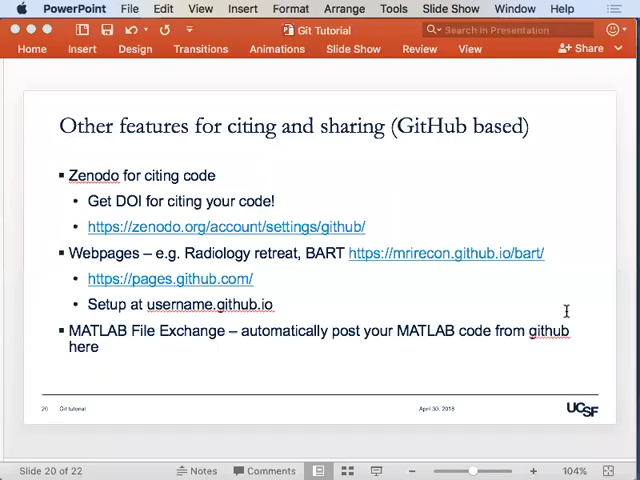 PowerPoint File Edit View Insert Format Arrange Tools Slide Show Window Help
Git Tutorial
Search in Presentation
Home Insert Design Transitions Animations Slide Show Review View Share
Other features for citing and sharing (GitHub based)
▪ Zenodo for citing code
• Get DOI for citing your code!
• https://zenodo.org/account/settings/github/
▪ Webpages – e.g. Radiology retreat, BART https://mrirecon.github.io/bart/
• https://pages.github.com/
• Setup at username.github.io
▪ MATLAB File Exchange – automatically post your MATLAB code from github
here
20 Git tutorial April 30, 2018 UCSF
Slide 20 of 22 Notes Comments 104%